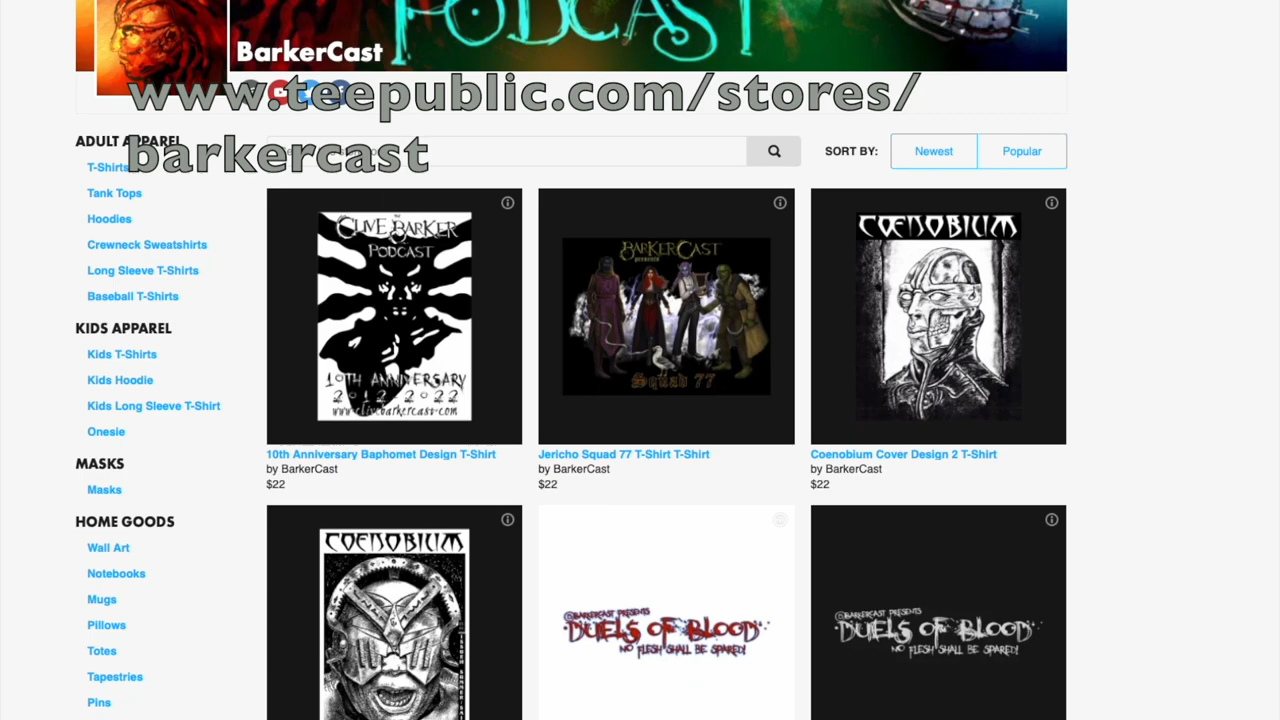 PODCAST
BarkerCast
www.teepublic.com/stores/
barkercast
ADULT APPAREL
T-Shirts
Tank Tops
Hoodies
Crewneck Sweatshirts
Long Sleeve T-Shirts
Baseball T-Shirts
KIDS APPAREL
Kids T-Shirts
Kids Hoodie
Kids Long Sleeve T-Shirt
Onesie
MASKS
Masks
HOME GOODS
Wall Art
Notebooks
Mugs
Pillows
Totes
Tapestries
Pins
SORT BY:
Newest
Popular
THE
CLIVE BARKER
PODCAST
10TH ANNIVERSARY
2012-2022
www.clivebarkercast.com
10th Anniversary Baphomet Design T-Shirt
by BarkerCast
$22
BARKERCAST
presents
Squad 77
Jericho Squad 77 T-Shirt T-Shirt
by BarkerCast
$22
COENOBIUM
Coenobium Cover Design 2 T-Shirt
by BarkerCast
$22
COENOBIUM
@BARKERCAST PRESENTS
DUELS OF BLOOD
NO FLESH SHALL BE SPARED!
@BARKERCAST PRESENTS
DUELS OF BLOOD
NO FLESH SHALL BE SPARED!